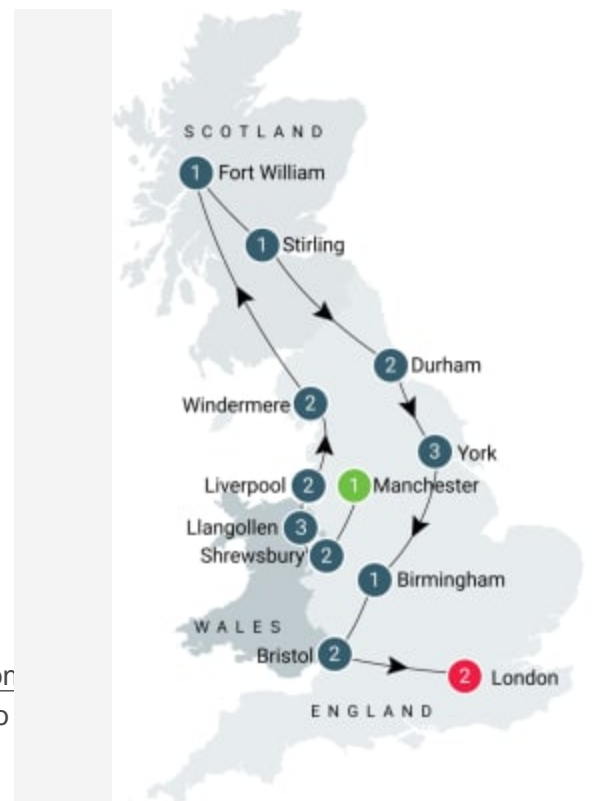 SCOTLAND
1 Fort William
1 Stirling
2 Durham
Windermere 2
3 York
Liverpool 2
1 Manchester
Llangollen 3
Shrewsbury 2
1 Birmingham
WALES
Bristol 2
2 London
ENGLAND